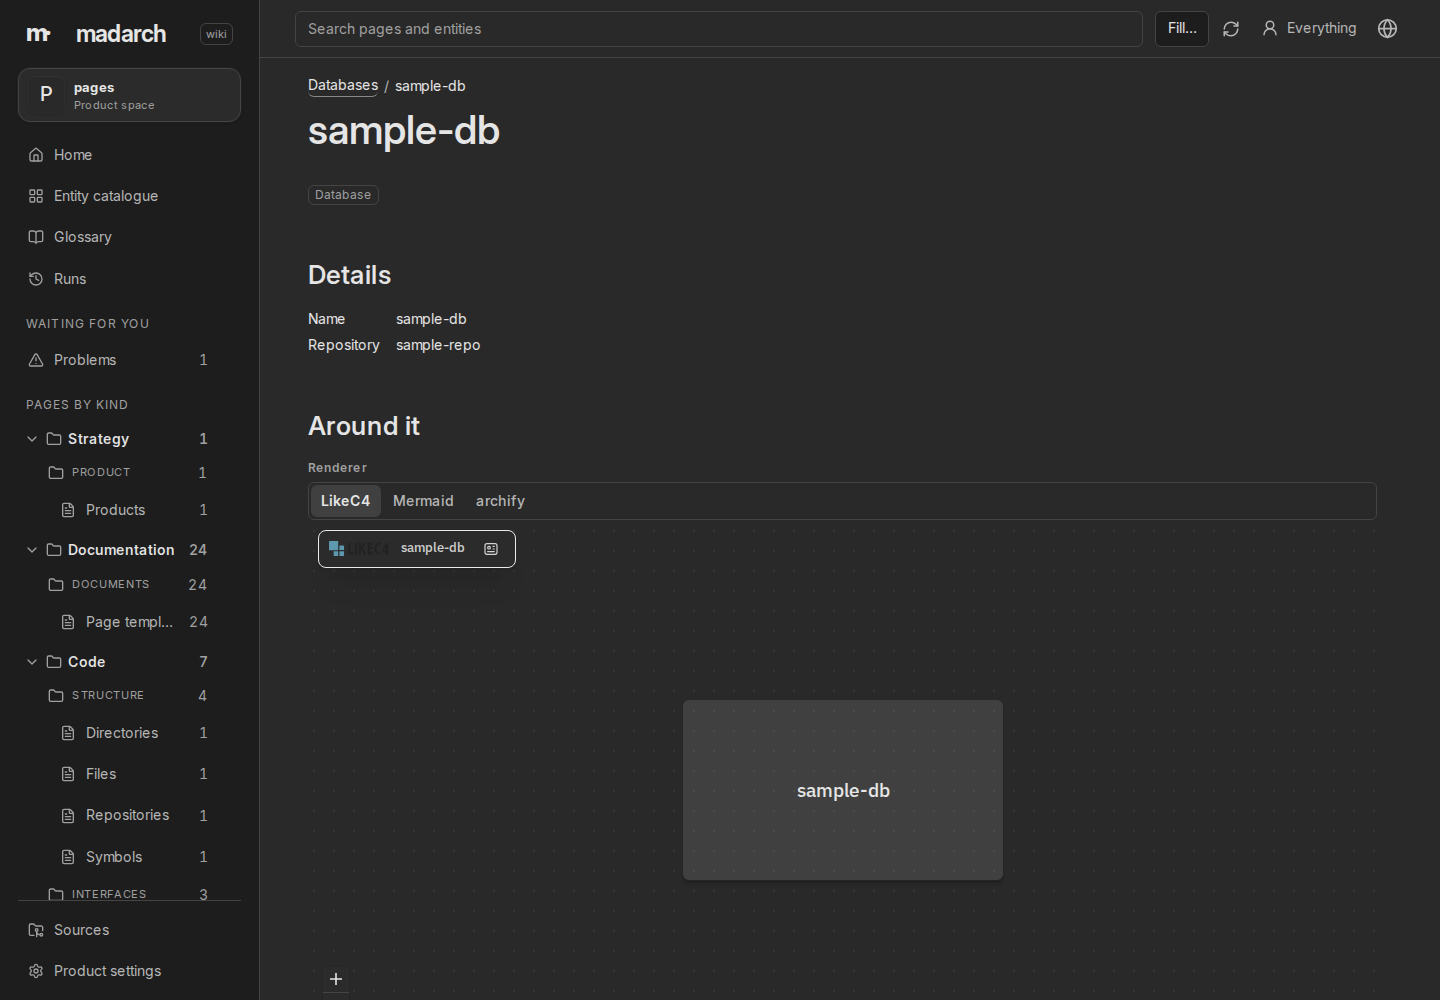 m·
madarch
wiki
P
pages
Product space
Home
Entity catalogue
Glossary
Runs
WAITING FOR YOU
Problems 1
PAGES BY KIND
Strategy 1
PRODUCT 1
Products 1
Documentation 24
DOCUMENTS 24
Page templ... 24
Code 7
STRUCTURE 4
Directories 1
Files 1
Repositories 1
Symbols 1
INTERFACES 3
Sources
Product settings
Search pages and entities
Fill...
Everything
Databases / sample-db
sample-db
Database
Details
Name sample-db
Repository sample-repo
Around it
Renderer
LikeC4 Mermaid archify
LIKEC4 sample-db
sample-db